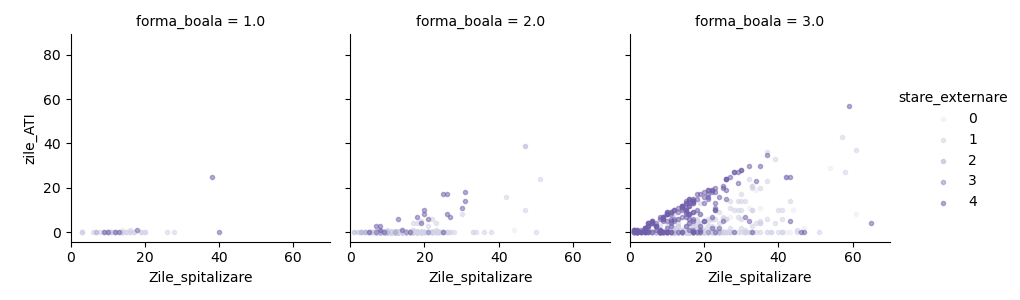 forma_boala = 1.0
forma_boala = 2.0
forma_boala = 3.0
80
60
40
20
0
zile_ATI
0 20 40 60
0 20 40 60
0 20 40 60
Zile_spitalizare
Zile_spitalizare
Zile_spitalizare
stare_externare
0
1
2
3
4